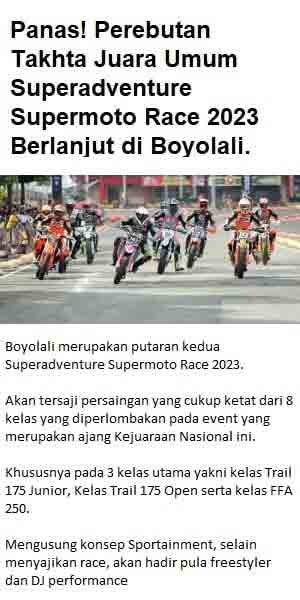 Panas! Perebutan
Takhta Juara Umum
Superadventure
Supermoto Race 2023
Berlanjut di Boyolali.
Boyolali merupakan putaran kedua
Superadventure Supermoto Race 2023.
Akan tersaji persaingan yang cukup ketat dari 8
kelas yang diperlombakan pada event yang
merupakan ajang Kejuaraan Nasional ini.
Khususnya pada 3 kelas utama yakni kelas Trail
175 Junior, Kelas Trail 175 Open serta kelas FFA
250.
Mengusung konsep Sportainment, selain
menyajikan race, akan hadir pula freestyler
dan DJ performance